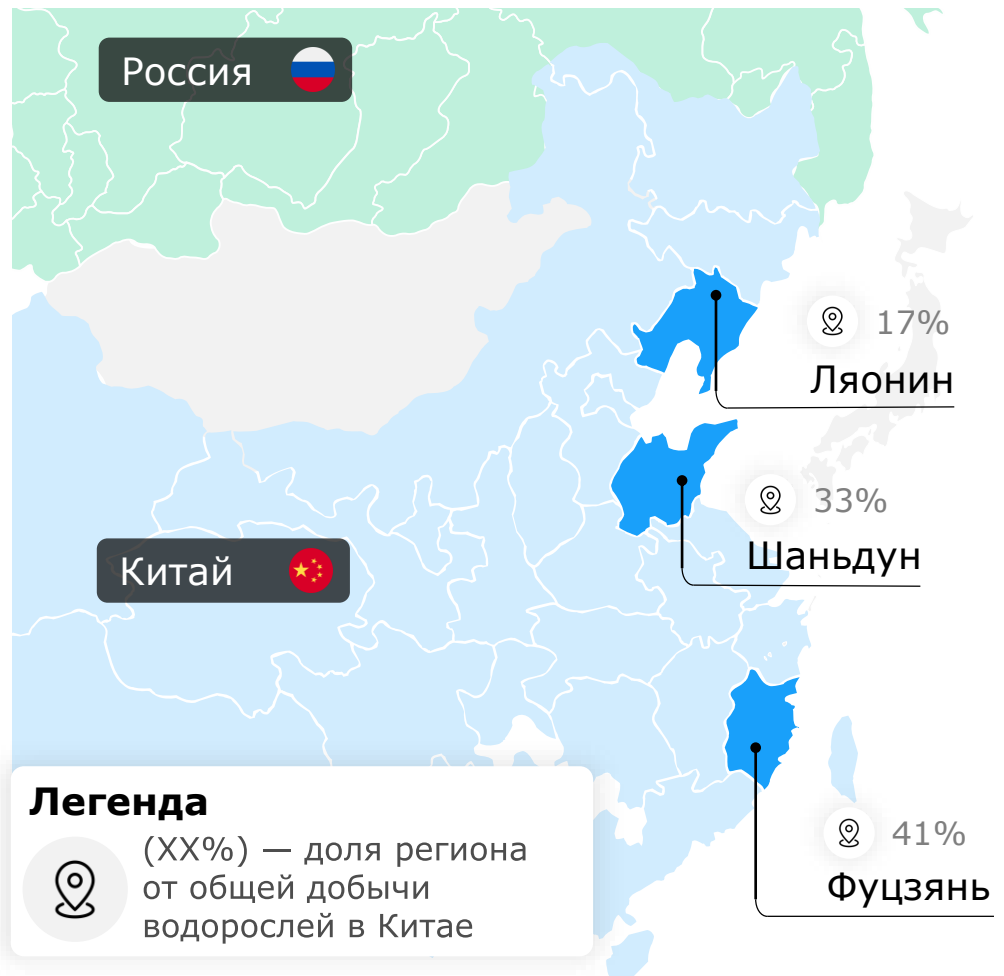 Россия
17%
Ляонин
33%
Шаньдун
Китай
41%
Фуцзянь
Легенда
(XX%) — доля региона
от общей добычи
водорослей в Китае